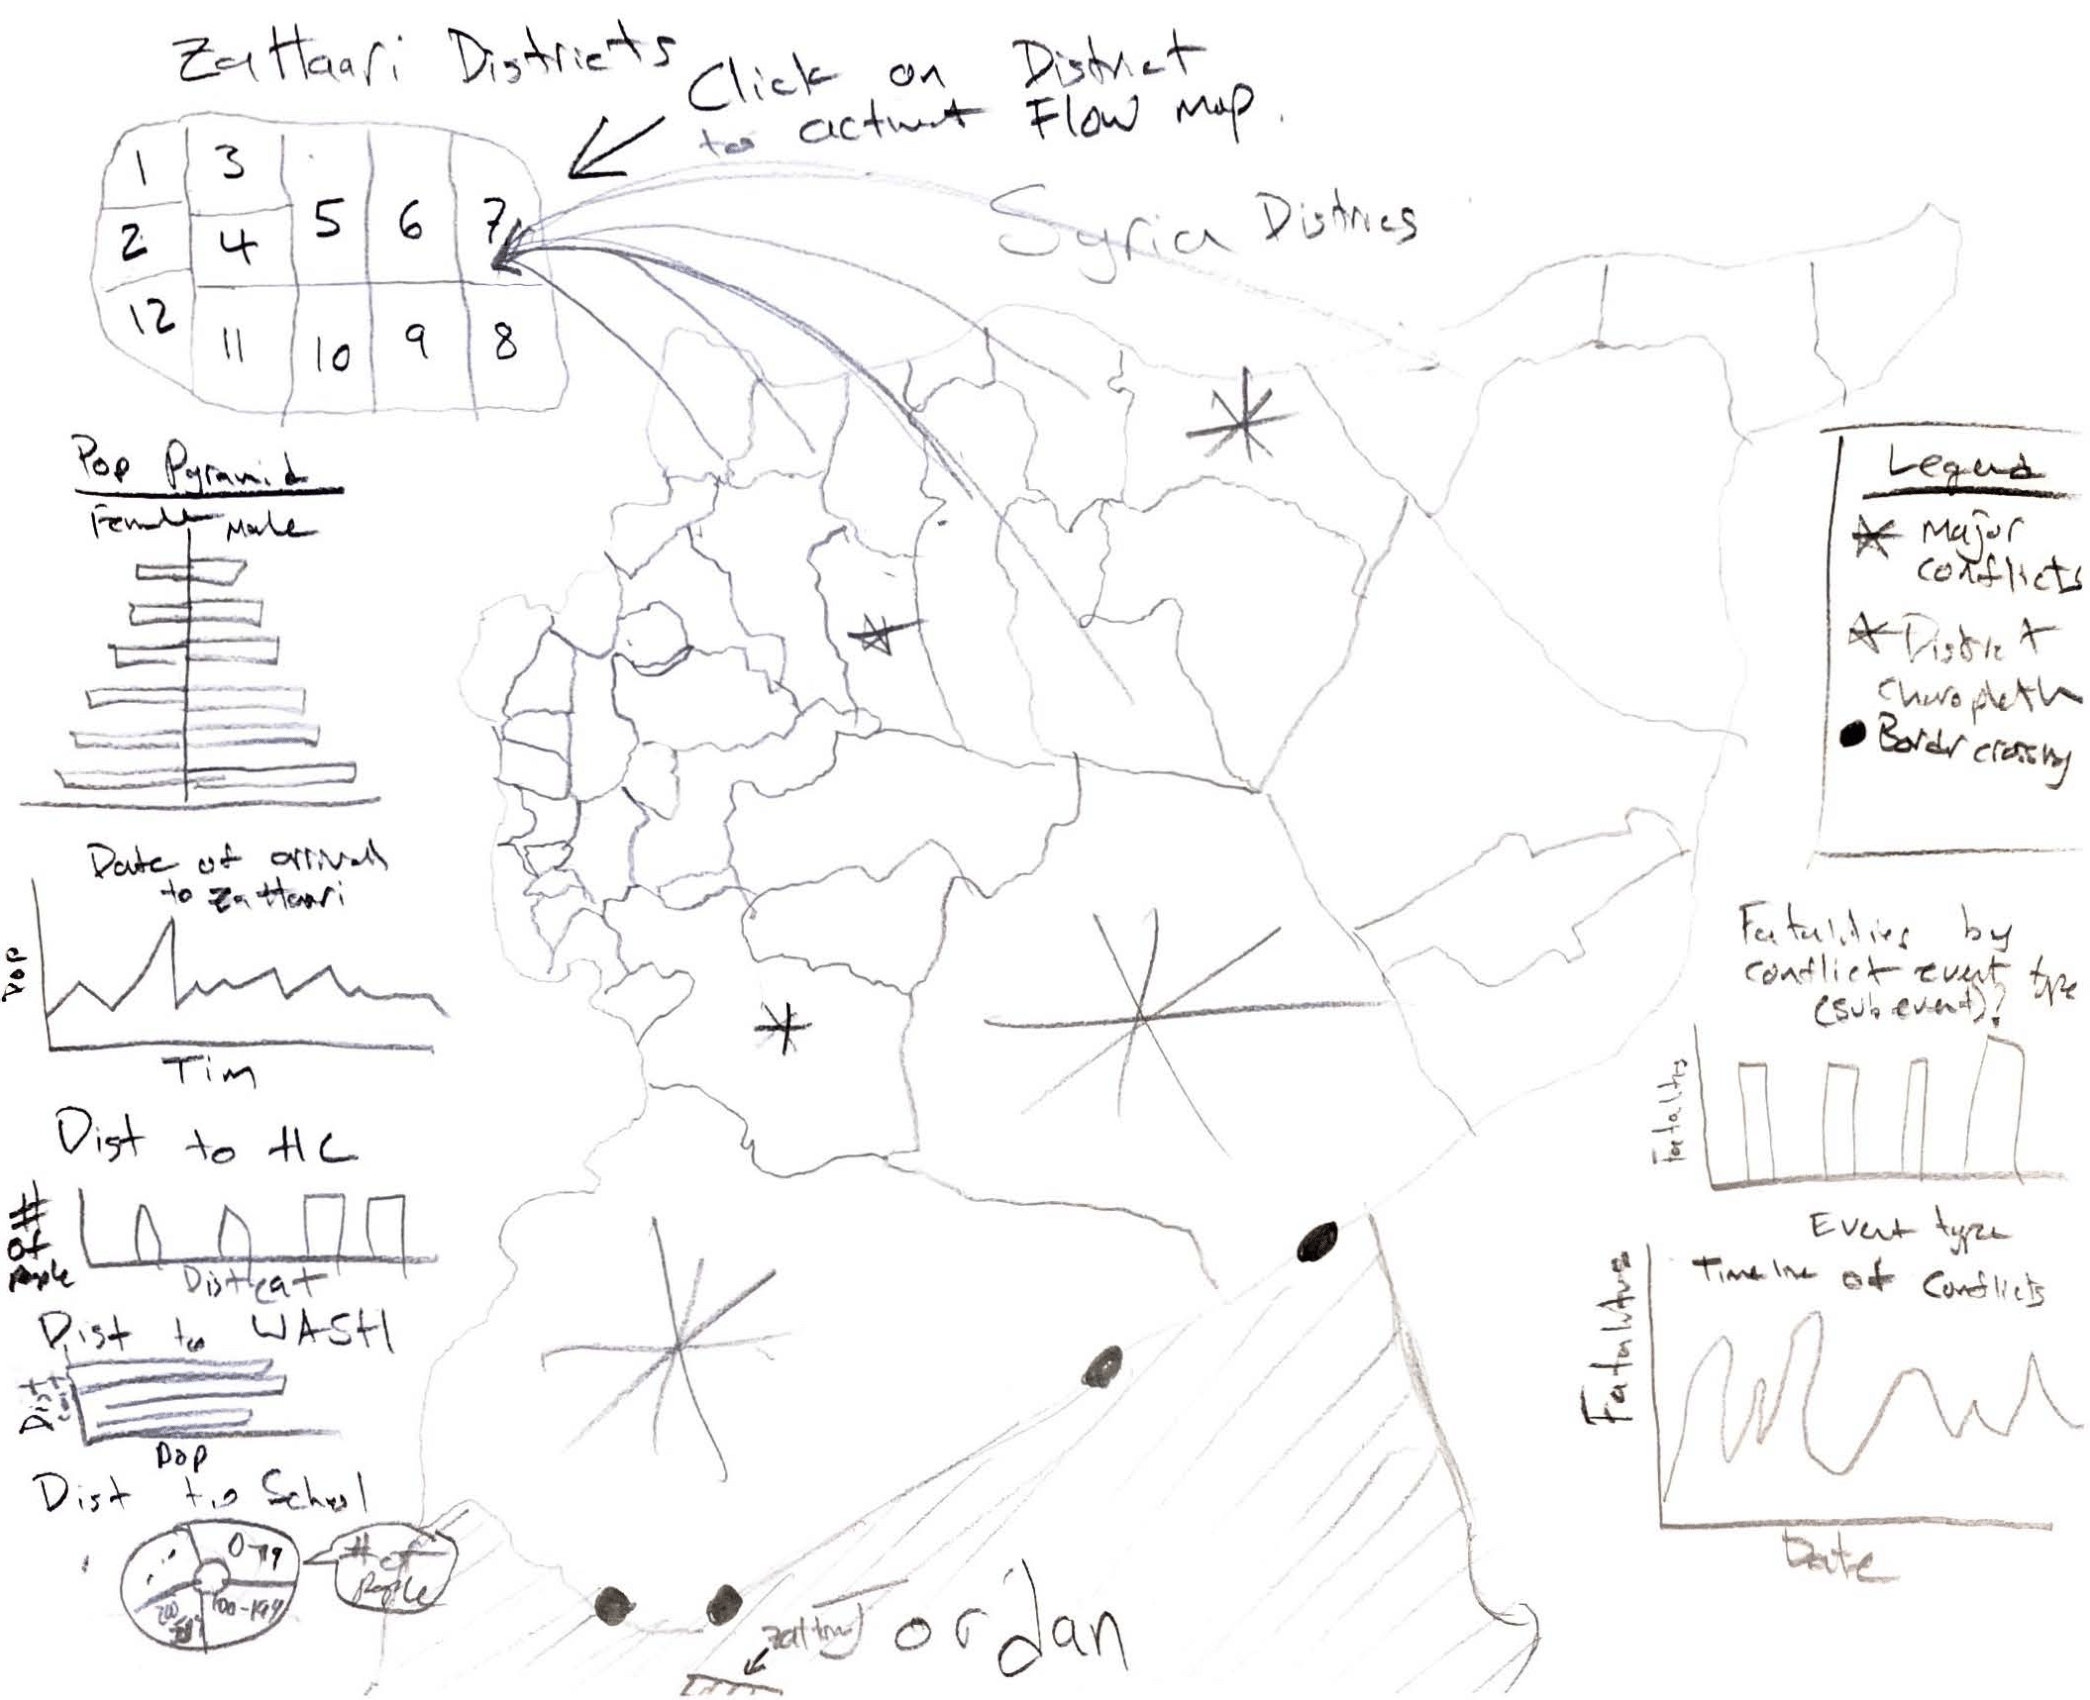 Zattaari Districts
Click on District
to activat Flow map.
1
3
5
6
7
2
4
12
11
10
9
8
Syria Districs
Pop Pyramid
Female Male
Date of arrivals
to Zattaari
Pop
Tim
Dist to HC
# of People
Dist cat
Dist to WASH
Dist
Pop
Dist to School
0-99
100-199
200
# of People
Legend
Major
conflicts
District
Choropleth
Border crossing
Fatalities by
conflict event type
(sub event)?
Fatalities
Event type
Timeline of Conflicts
Fatalities
Date
Zattari
Jordan